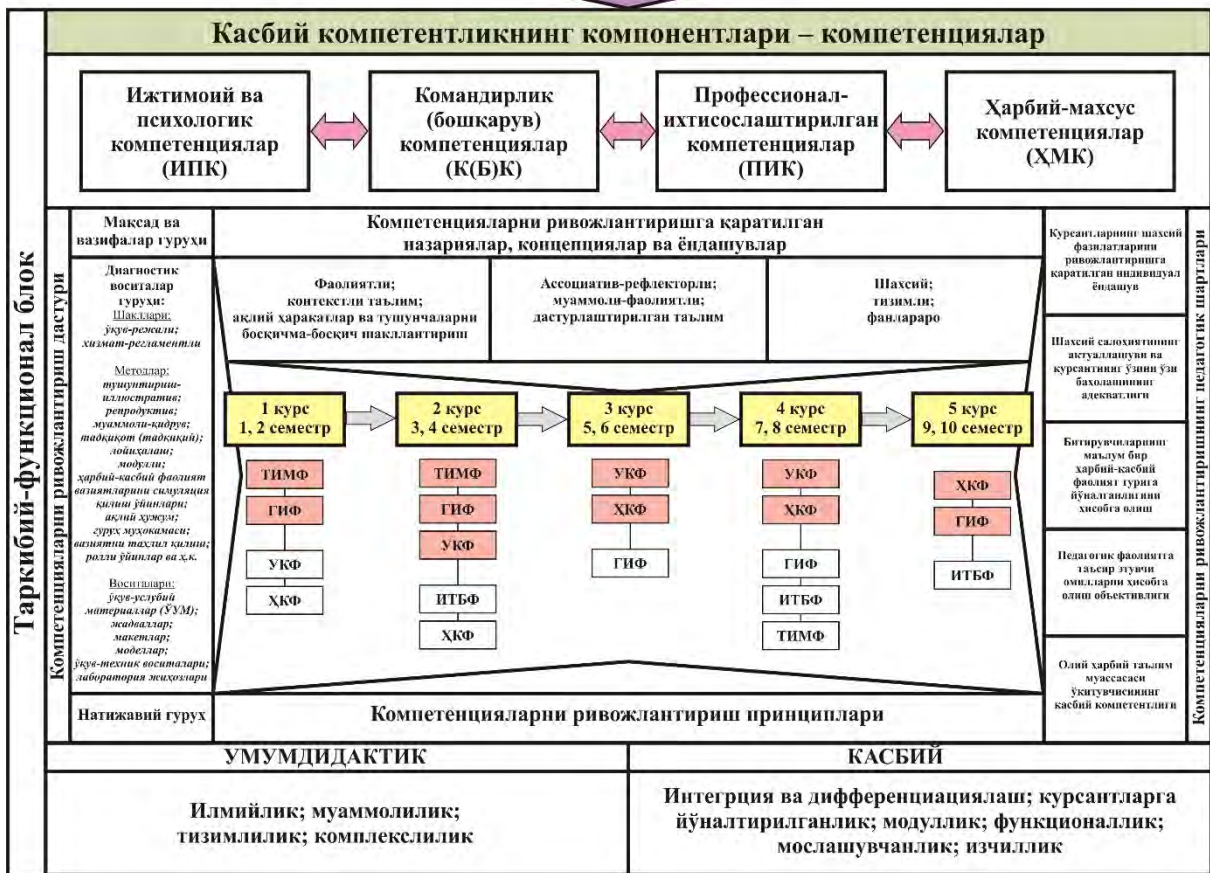 Касбий компетентликнинг компонентлари – компетенциялар
Ижтимоий ва
психологик
компетенциялар
(ИПК)
Командирлик
(бошқарув)
компетенциялар
К(Б)К)
Профессионал-
ихтисослаштирилган
компетенциялар
(ПИК)
Ҳарбий-махсус
компетенциялар
(ҲМК)
Таркибий-функционал блок
Компетенцияларни ривожлантириш дастури
Мақсад ва
вазифалар гуруҳи
Диагностик
воситалар
гуруҳи:
Шакллари:
ўқув-режали;
хизмат-регламентли
Методлар:
тушунтириш-
иллюстратив;
репродуктив;
муаммоли-қидрув;
тадқиқот (тадқиқий);
лойиҳалаш;
модулли;
ҳарбий-касбий фаолият
вазиятларини симуляция
қилиш ўйинлари;
ақлий ҳужум;
гуруҳ муҳокамаси;
вазиятни таҳлил қилиш;
ролли ўйинлар ва ҳ.к.
Воситалари:
ўқув-услубий
материаллар (ЎУМ);
жадваллар;
макетлар;
моделлар;
ўқув-техник воситалари;
лаборатория жиҳозлари
Натижавий гурух
Компетенцияларни ривожлантиришга қаратилган
назариялар, концепциялар ва ёндашувлар
Фаолиятли;
контекстли таълим;
ақлий ҳаракатлар ва тушунчаларни
босқичма-босқич шакллантириш
Ассоциатив-рефлекторли;
муаммоли-фаолиятли;
дастурлаштирилган таълим
Шахсий;
тизимли;
фанлараро
1 курс
1, 2 семестр
2 курс
3, 4 семестр
3 курс
5, 6 семестр
4 курс
7, 8 семестр
5 курс
9, 10 семестр
ТИМФ
ГИФ
УКФ
ҲКФ
ТИМФ
ГИФ
УКФ
ИТБФ
ҲКФ
УКФ
ҲКФ
ГИФ
УКФ
ҲКФ
ГИФ
ИТБФ
ТИМФ
ҲКФ
ГИФ
ИТБФ
Компетенцияларни ривожлантириш принциплари
Курсантларнинг шахсий
фазилатларини
ривожлантиришга
қаратилган индивидуал
ёндашув
Шахсий салоҳиятининг
актуаллашуви ва
курсантининг ўзини ўзи
баҳолашининг
адекватлиги
Битирувчиларнинг
маълум бир
ҳарбий-касбий
фаолият турига
йўналганлигини
ҳисобга олиш
Педагогик фаолиятга
таъсир этувчи
омилларни ҳисобга
олиш объективлиги
Олий ҳарбий таълим
муассасаси
ўқитувчиснинг
касбий компетентлиги
Компетенцияларни ривожлантиришнинг педагогик шартлари
УМУМДИДАКТИК
КАСБИЙ
Илмийлик; муаммолилик;
тизимлилик; комплекслилик
Интегрция ва дифференциациялаш; курсантларга
йўналтирилганлик; модуллик; функционаллик;
мослашувчанлик; изчиллик